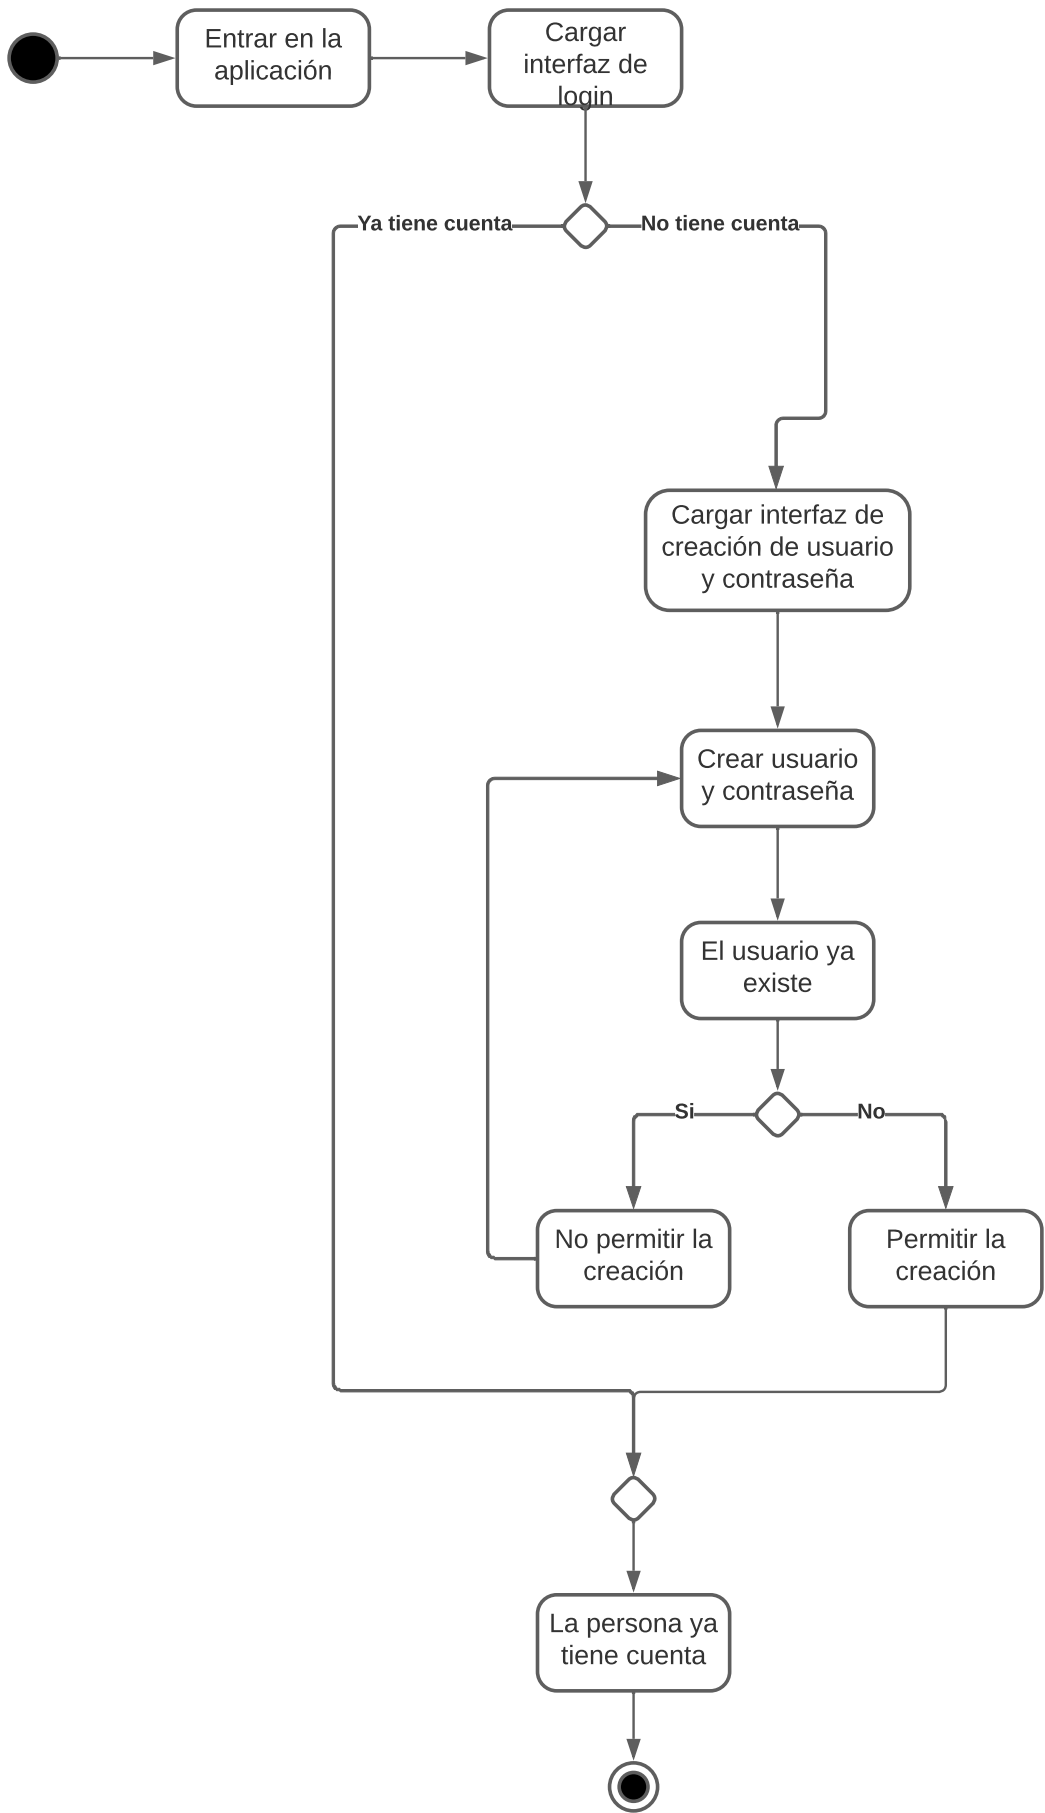 Entrar en la
aplicación
Cargar
interfaz de
login
Ya tiene cuenta
No tiene cuenta
Cargar interfaz de
creación de usuario
y contraseña
Crear usuario
y contraseña
El usuario ya
existe
Si
No
No permitir la
creación
Permitir la
creación
La persona ya
tiene cuenta